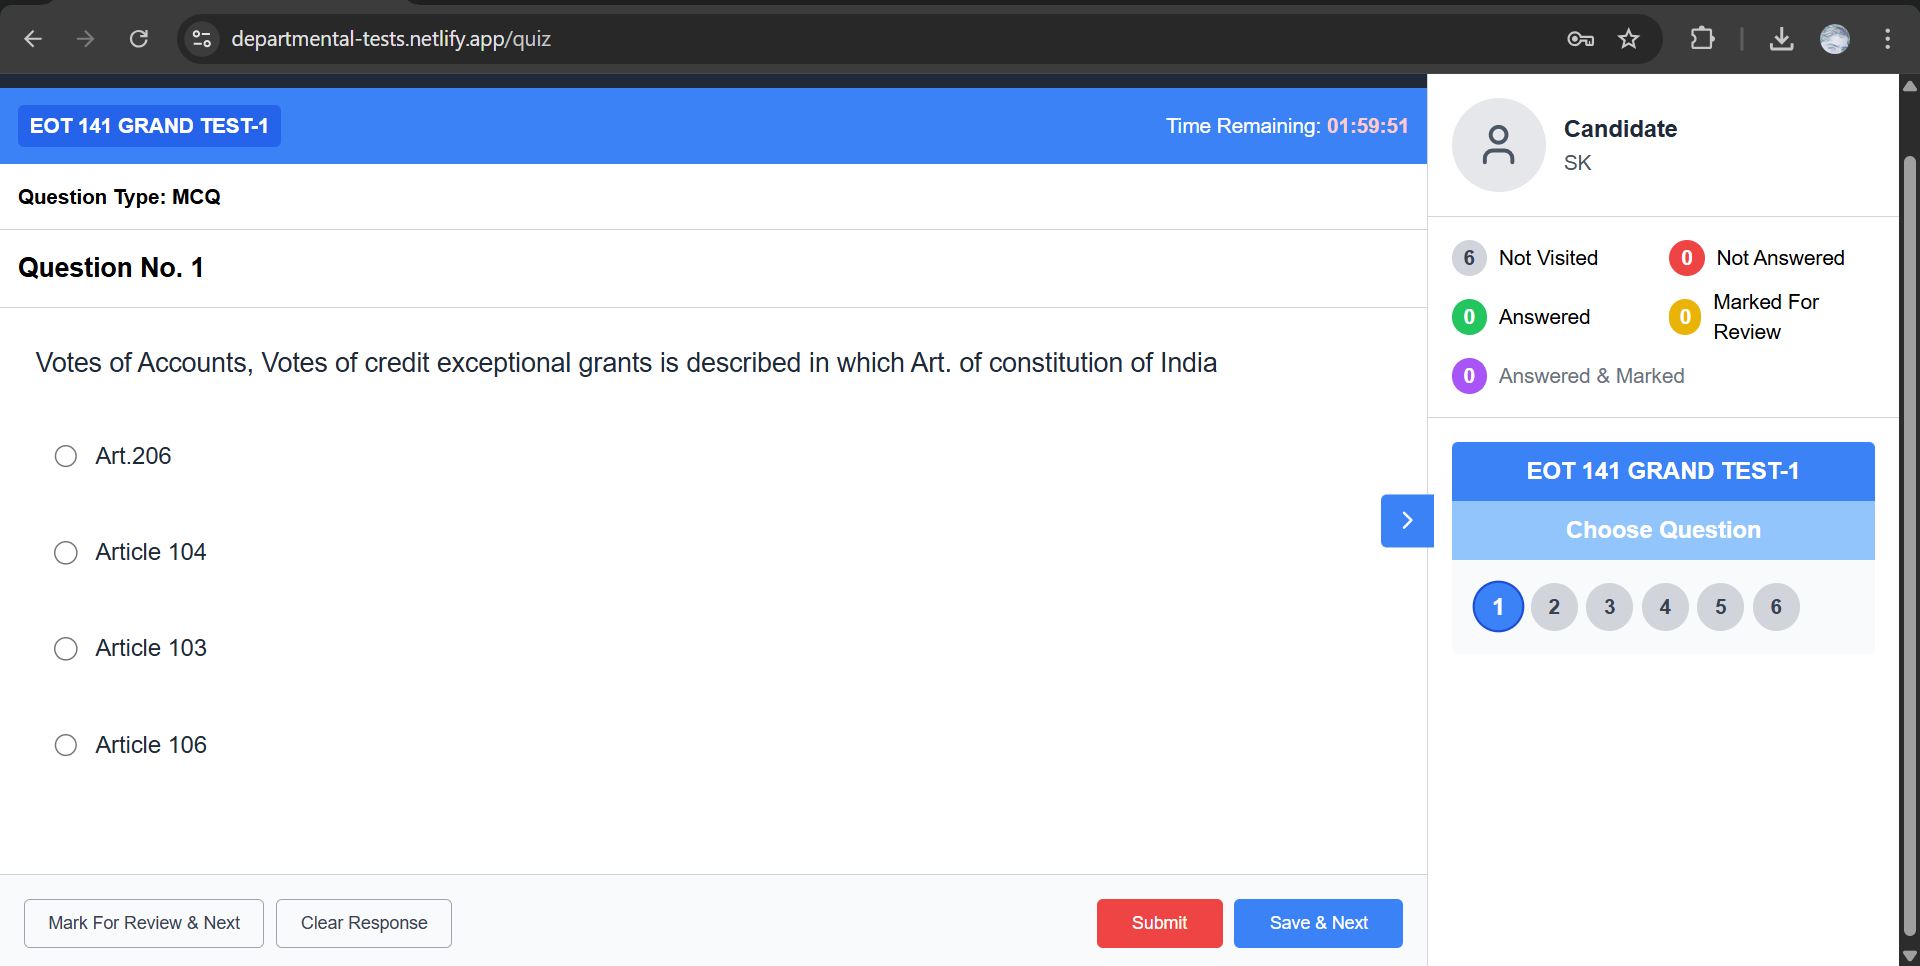 departmental-tests.netlify.app/quiz
EOT 141 GRAND TEST-1
Time Remaining: 01:59:51
Question Type: MCQ
Question No. 1
Votes of Accounts, Votes of credit exceptional grants is described in which Art. of constitution of India
Art.206
Article 104
Article 103
Article 106
Mark For Review & Next
Clear Response
Submit
Save & Next
Candidate
SK
6 Not Visited
0 Not Answered
0 Answered
0 Marked For
Review
0 Answered & Marked
EOT 141 GRAND TEST-1
Choose Question
1 2 3 4 5 6